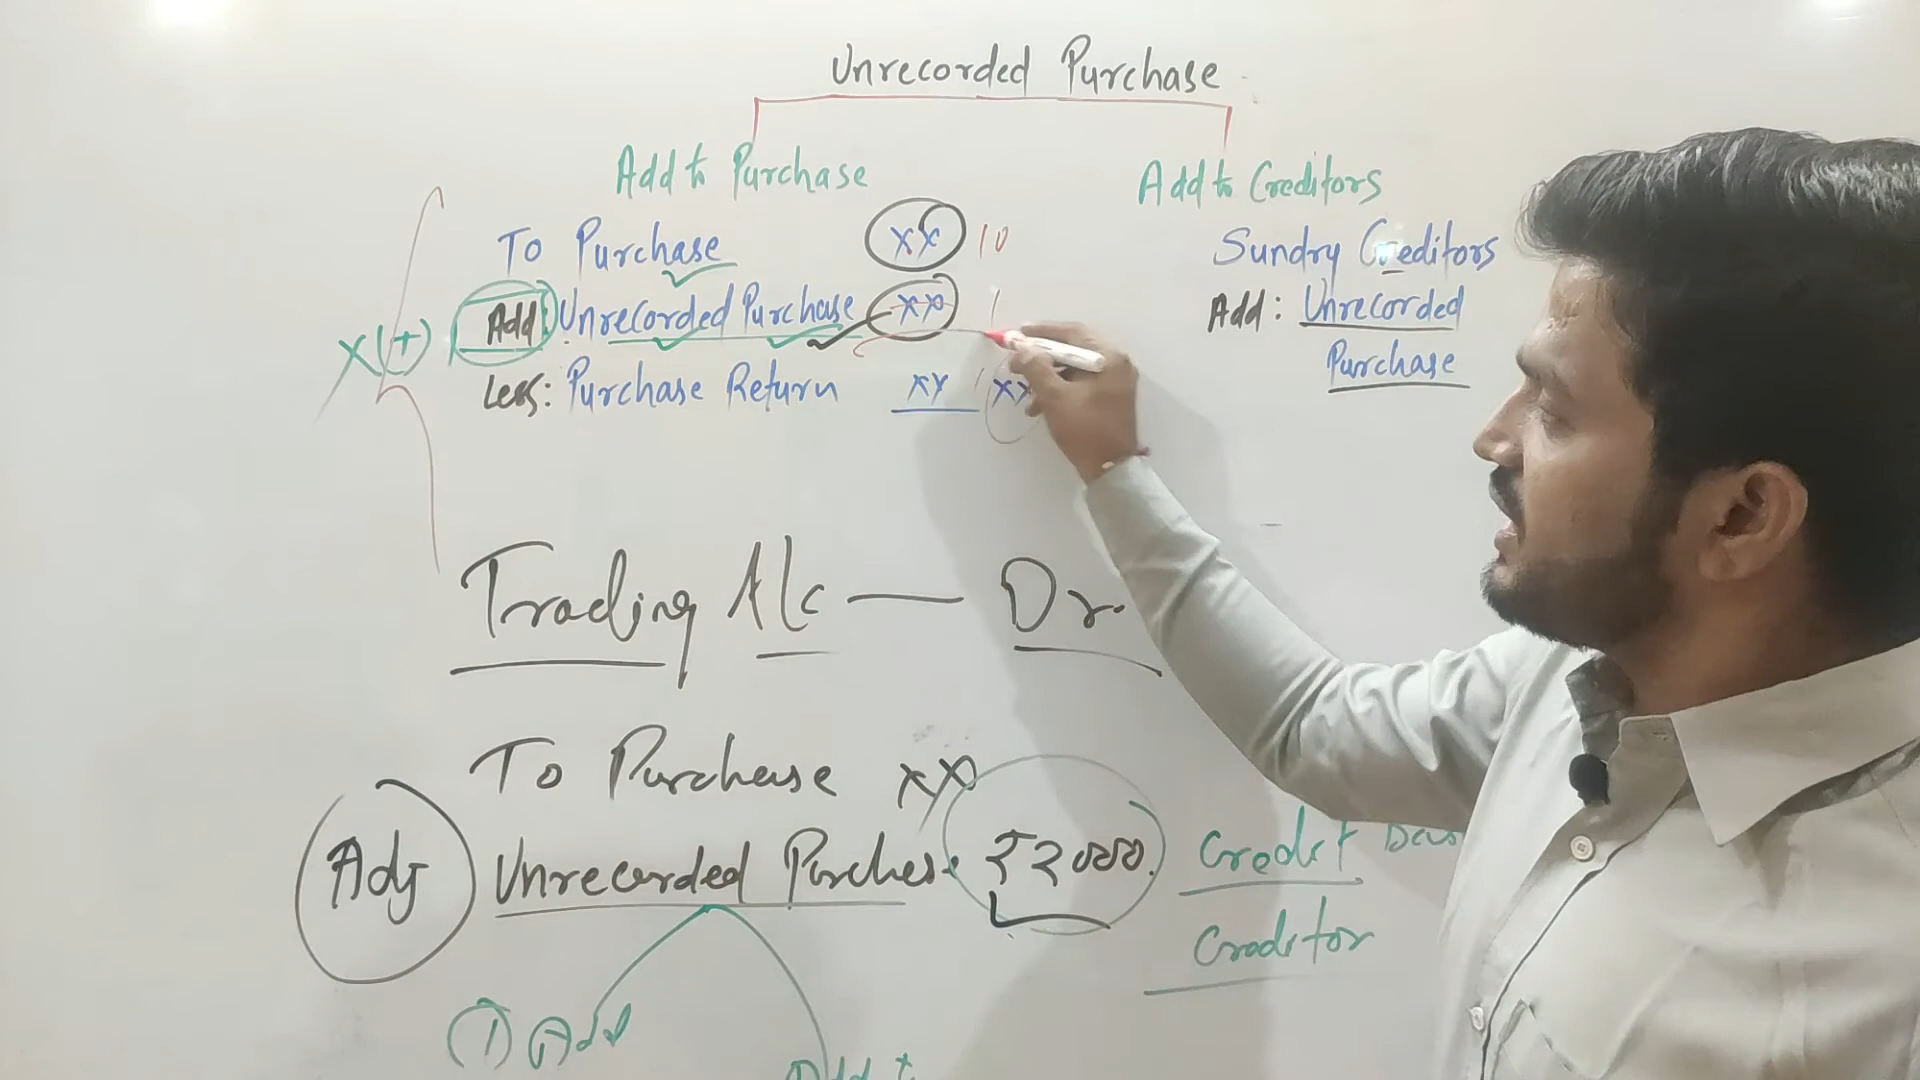 Unrecorded Purchase
Add to Purchase
To Purchase xx 10
x(+) Add: Unrecorded Purchase xx
Less: Purchase Return xx xx
Add to Creditors
Sundry Creditors
Add: Unrecorded
Purchase
Trading A/c — Dr.
To Purchase xx
Adj Unrecorded Purchese ₹2000.
Credit
Creditor
① Add
Add t